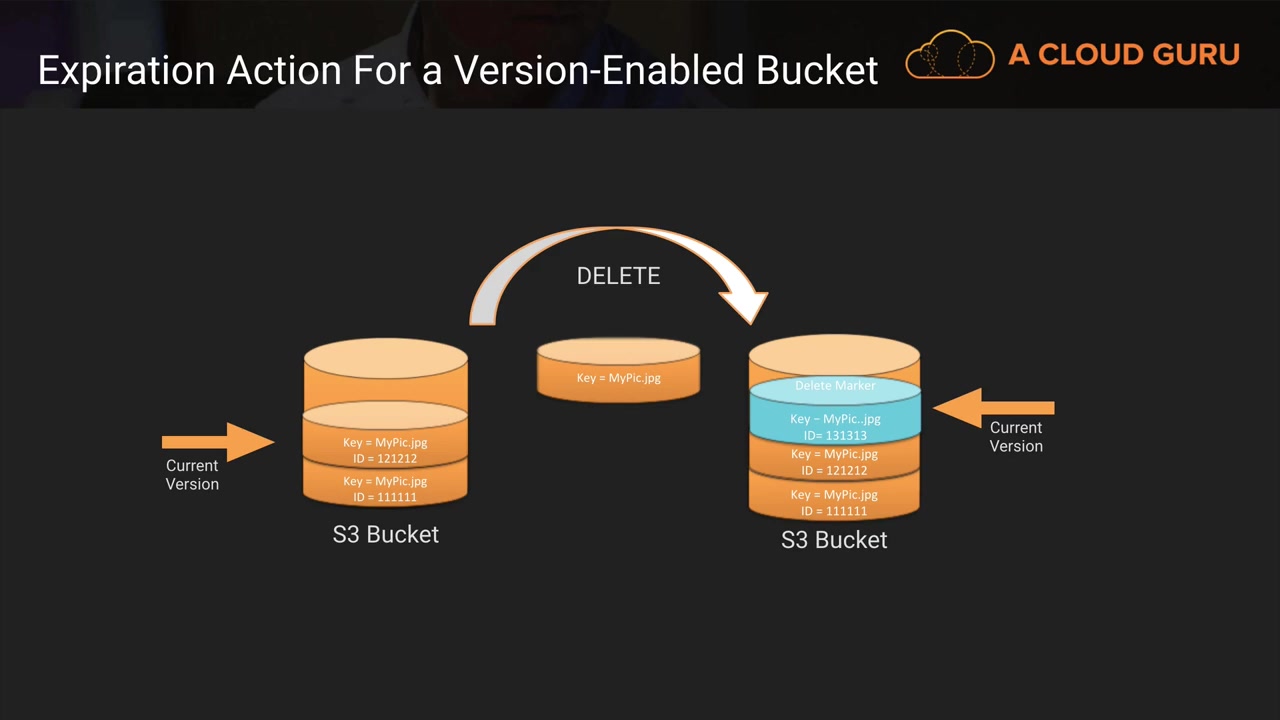 Expiration Action For a Version-Enabled Bucket
A CLOUD GURU
DELETE
Key = MyPic.jpg
Current
Version
Key = MyPic.jpg
ID = 121212
Key = MyPic.jpg
ID = 111111
S3 Bucket
Delete Marker
Key – MyPic..jpg
ID= 131313
Key = MyPic.jpg
ID = 121212
Key = MyPic.jpg
ID = 111111
S3 Bucket
Current
Version